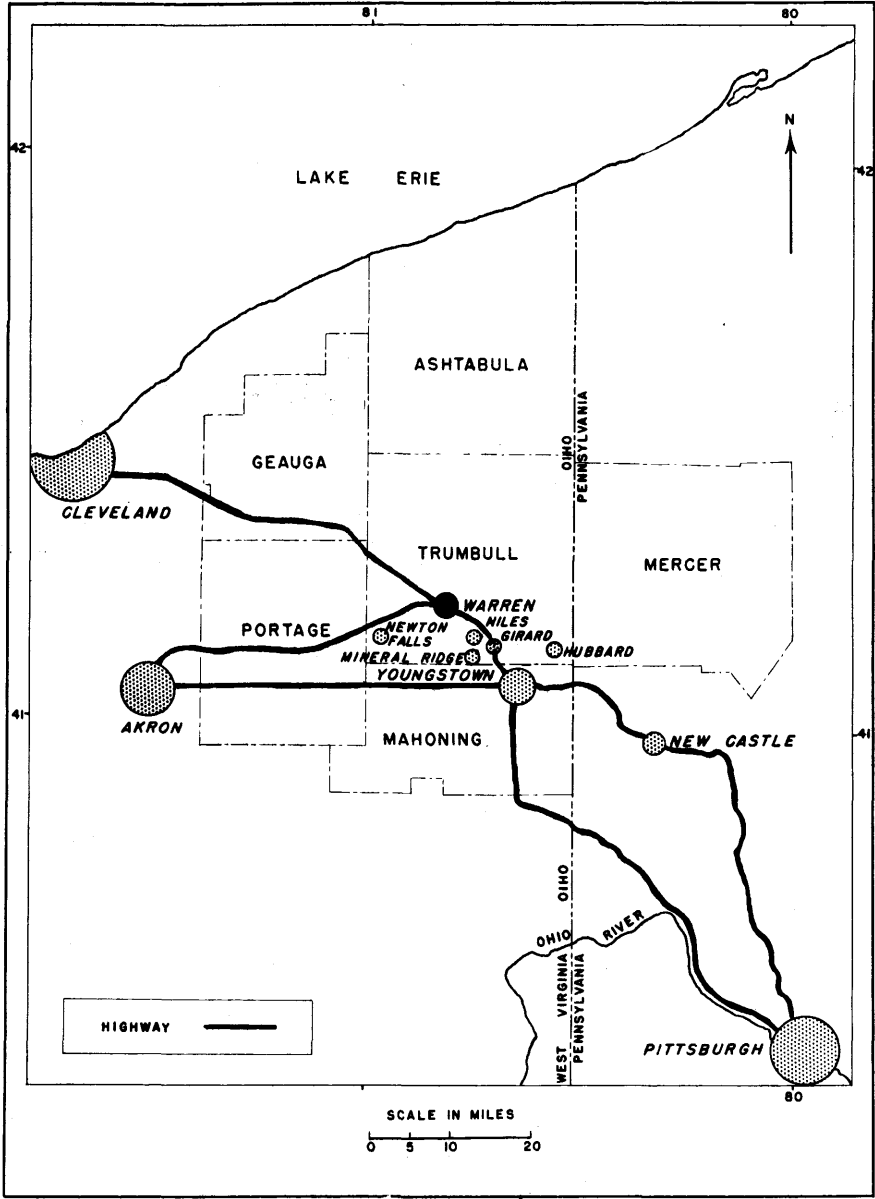 81
80
N
42
42
LAKE ERIE
ASHTABULA
OIHO
PENNSYLVANIA
GEAUGA
CLEVELAND
TRUMBULL
MERCER
WARREN
NILES
NEWTON
FALLS
GIRARD
PORTAGE
MINERAL RIDGE
HUBBARD
YOUNGSTOWN
AKRON
41
41
MAHONING
NEW CASTLE
OIHO
OHIO RIVER
WEST VIRGINIA
PENNSYLVANIA
HIGHWAY
PITTSBURGH
80
SCALE IN MILES
0 5 10 20